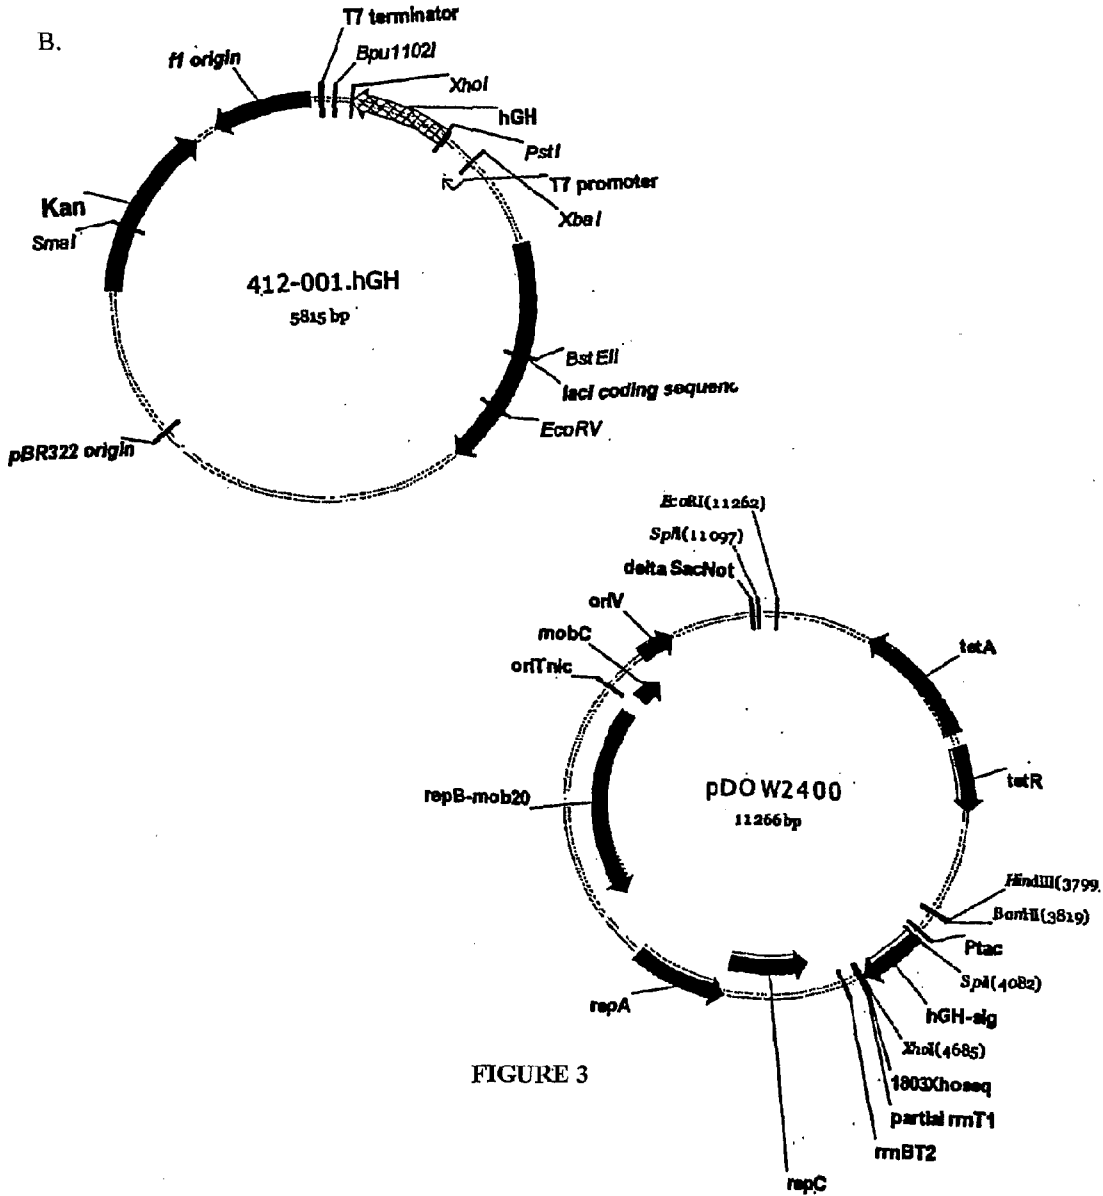 B.
T7 terminator
Bpu1102I
f1 origin
XhoI
hGH
PstI
T7 promoter
XbaI
Kan
SmaI
412-001.hGH
5815 bp
BstEII
lacI coding sequenc
EcoRV
pBR322 origin
EcoRI(11262)
SphI(11097)
delta SacNot
oriV
mobC
oriTnic
tetA
tetR
repB-mob20
pDOW2400
11266 bp
HindIII(3799
BamHI(3819)
Ptac
SphI(4082)
hGH-sig
XhoI(4685)
1803Xhoseq
partial rrnT1
rrnBT2
repA
repC
FIGURE 3